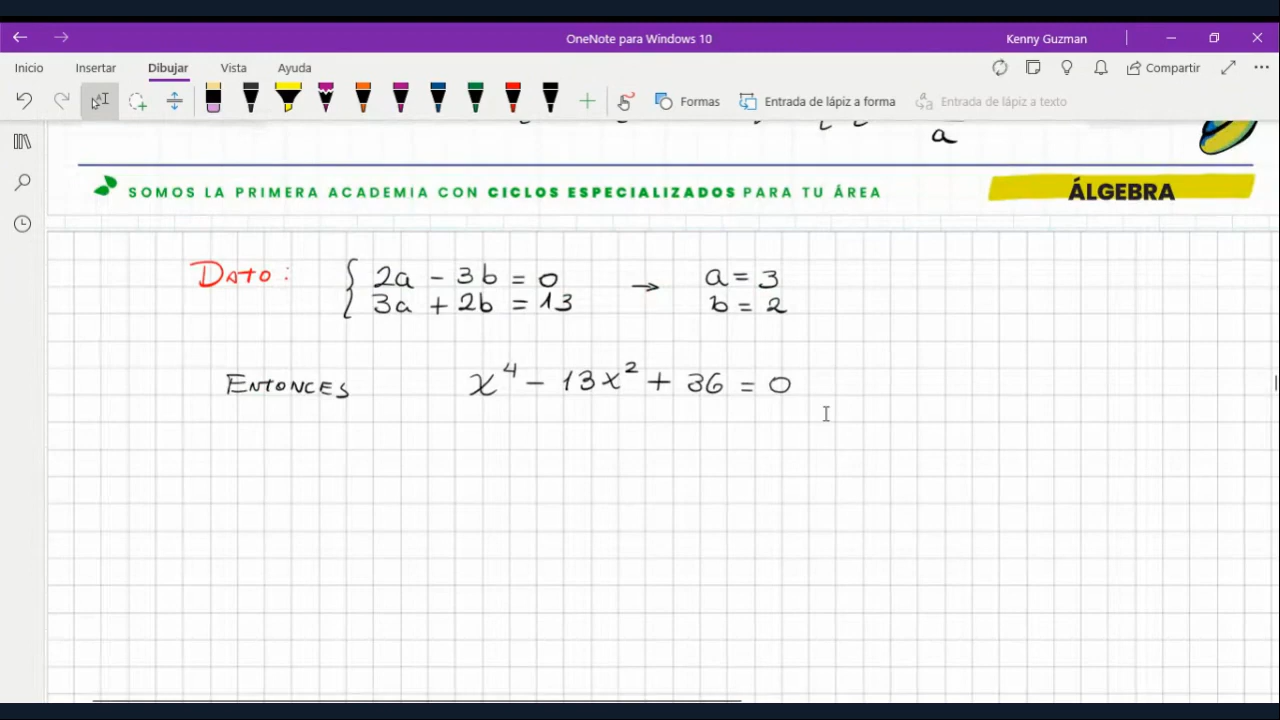 OneNote para Windows 10
Kenny Guzman
Inicio Insertar Dibujar Vista Ayuda
Compartir
Formas Entrada de lápiz a forma Entrada de lápiz a texto
a
SOMOS LA PRIMERA ACADEMIA CON CICLOS ESPECIALIZADOS PARA TU ÁREA
ÁLGEBRA
DATO: { 2a - 3b = 0 → a = 3
3a + 2b = 13 b = 2
ENTONCES x⁴ - 13x² + 36 = 0